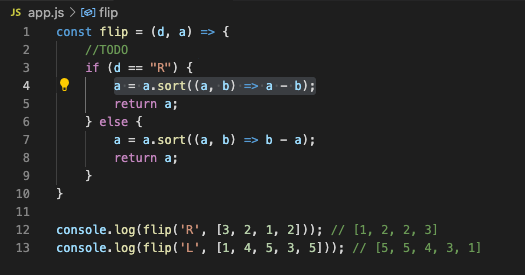 JS app.js > flip
1 const flip = (d, a) => {
2 //TODO
3 if (d == "R") {
4 a = a.sort((a, b) => a - b);
5 return a;
6 } else {
7 a = a.sort((a, b) => b - a);
8 return a;
9 }
10 }
11
12 console.log(flip('R', [3, 2, 1, 2])); // [1, 2, 2, 3]
13 console.log(flip('L', [1, 4, 5, 3, 5])); // [5, 5, 4, 3, 1]